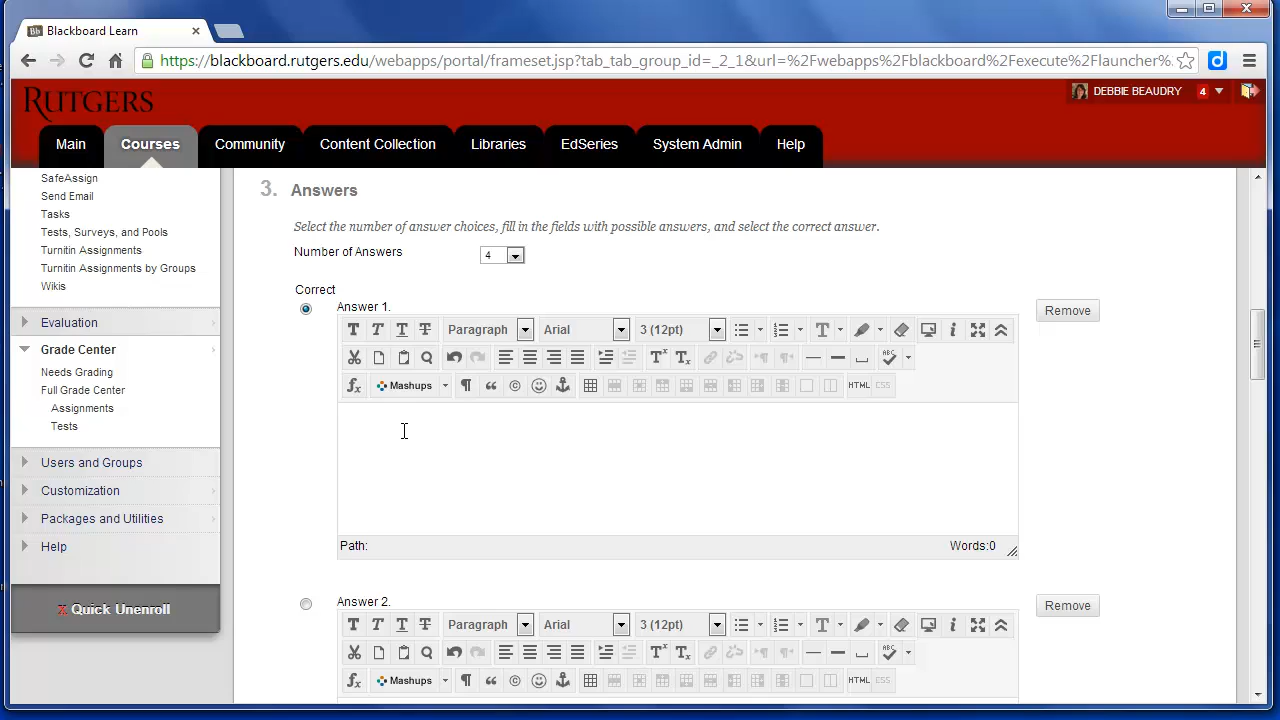 Blackboard Learn
https://blackboard.rutgers.edu/webapps/portal/frameset.jsp?tab_tab_group_id=_2_1&url=%2Fwebapps%2Fblackboard%2Fexecute%2Flauncher%
RUTGERS
DEBBIE BEAUDRY 4
Main Courses Community Content Collection Libraries EdSeries System Admin Help
SafeAssign
Send Email
Tasks
Tests, Surveys, and Pools
Turnitin Assignments
Turnitin Assignments by Groups
Wikis
Evaluation
Grade Center
Needs Grading
Full Grade Center
Assignments
Tests
Users and Groups
Customization
Packages and Utilities
Help
X Quick Unenroll
3. Answers
Select the number of answer choices, fill in the fields with possible answers, and select the correct answer.
Number of Answers 4
Correct
Answer 1.
Remove
T T T T Paragraph Arial 3 (12pt) T
T T ABC
fx Mashups ¶ “ © HTML CSS
Path: Words:0
Answer 2.
Remove
T T T T Paragraph Arial 3 (12pt) T
T T ABC
fx Mashups ¶ “ © HTML CSS